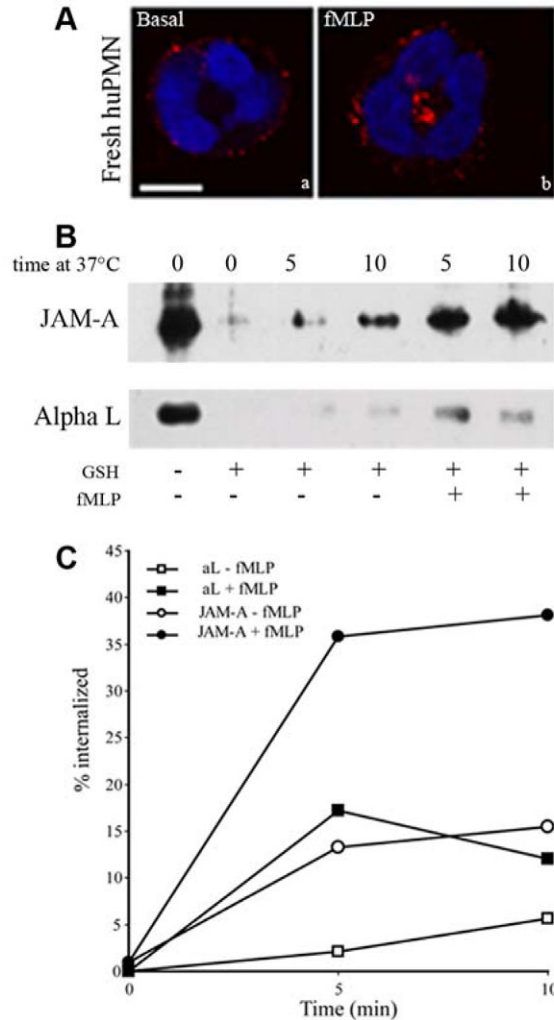 A
Basal
fMLP
Fresh huPMN
a
b
B
time at 37°C 0 0 5 10 5 10
JAM-A
Alpha L
GSH - + + + + +
fMLP - - - - + +
C
45
40
35
30
25
20
15
10
5
0
% internalized
aL - fMLP
aL + fMLP
JAM-A - fMLP
JAM-A + fMLP
0 5 10
Time (min)